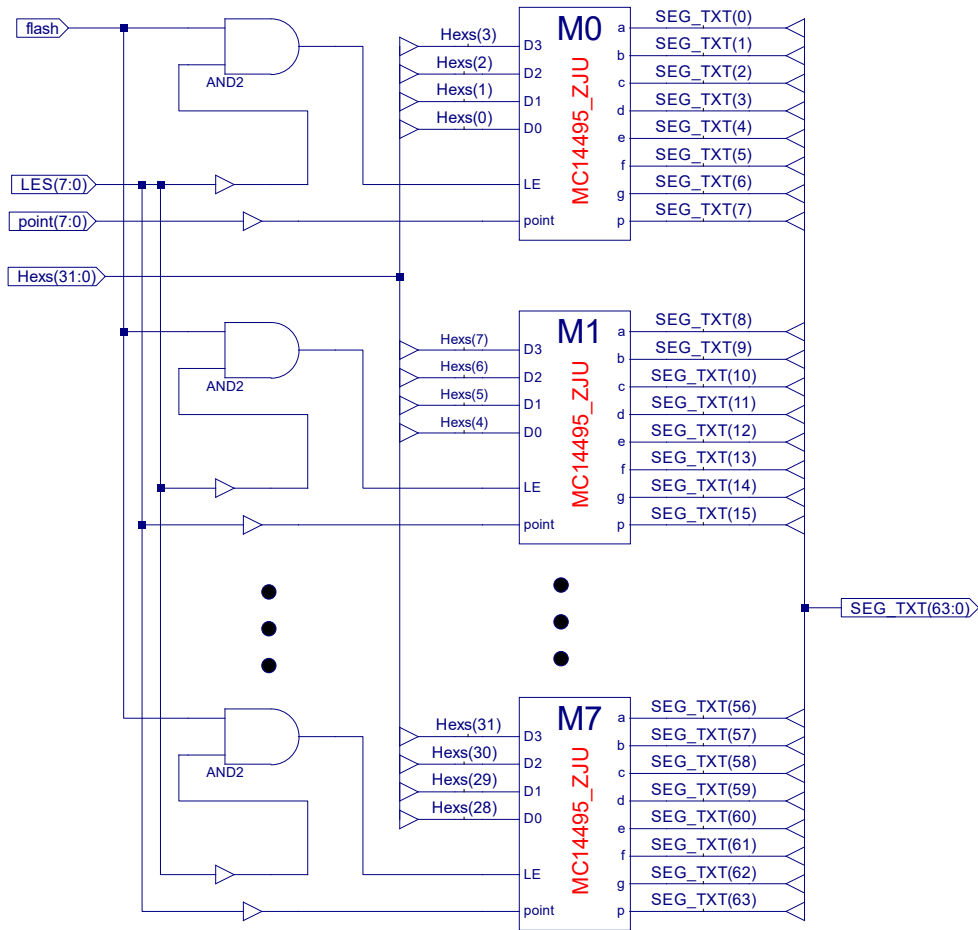 flash
AND2
LES(7:0)
point(7:0)
Hexs(31:0)
Hexs(3)
Hexs(2)
Hexs(1)
Hexs(0)
M0
MC14495_ZJU
D3
D2
D1
D0
LE
point
a
b
c
d
e
f
g
p
SEG_TXT(0)
SEG_TXT(1)
SEG_TXT(2)
SEG_TXT(3)
SEG_TXT(4)
SEG_TXT(5)
SEG_TXT(6)
SEG_TXT(7)
AND2
Hexs(7)
Hexs(6)
Hexs(5)
Hexs(4)
M1
MC14495_ZJU
D3
D2
D1
D0
LE
point
a
b
c
d
e
f
g
p
SEG_TXT(8)
SEG_TXT(9)
SEG_TXT(10)
SEG_TXT(11)
SEG_TXT(12)
SEG_TXT(13)
SEG_TXT(14)
SEG_TXT(15)
SEG_TXT(63:0)
AND2
Hexs(31)
Hexs(30)
Hexs(29)
Hexs(28)
M7
MC14495_ZJU
D3
D2
D1
D0
LE
point
a
b
c
d
e
f
g
p
SEG_TXT(56)
SEG_TXT(57)
SEG_TXT(58)
SEG_TXT(59)
SEG_TXT(60)
SEG_TXT(61)
SEG_TXT(62)
SEG_TXT(63)